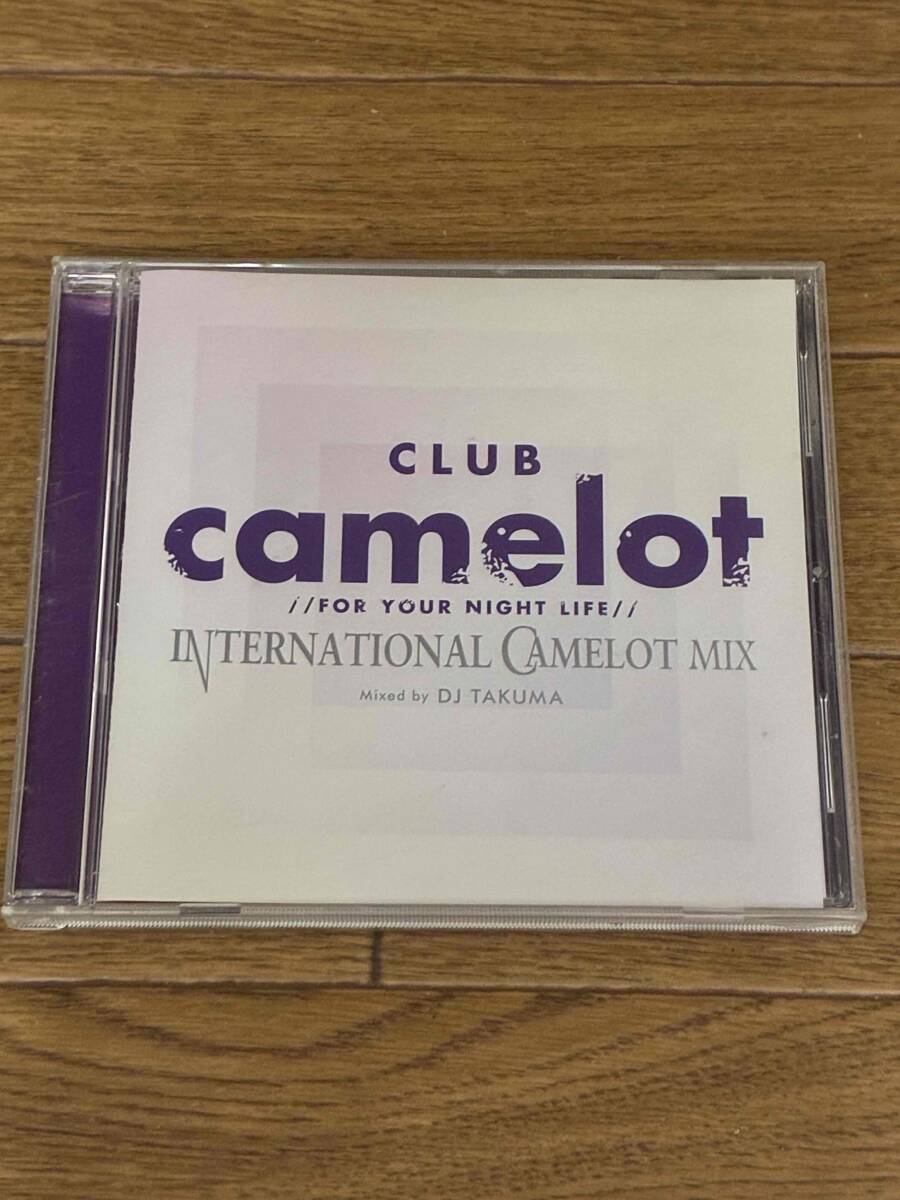 CLUB
camelot
//FOR YOUR NIGHT LIFE//
INTERNATIONAL CAMELOT MIX
Mixed by DJ TAKUMA